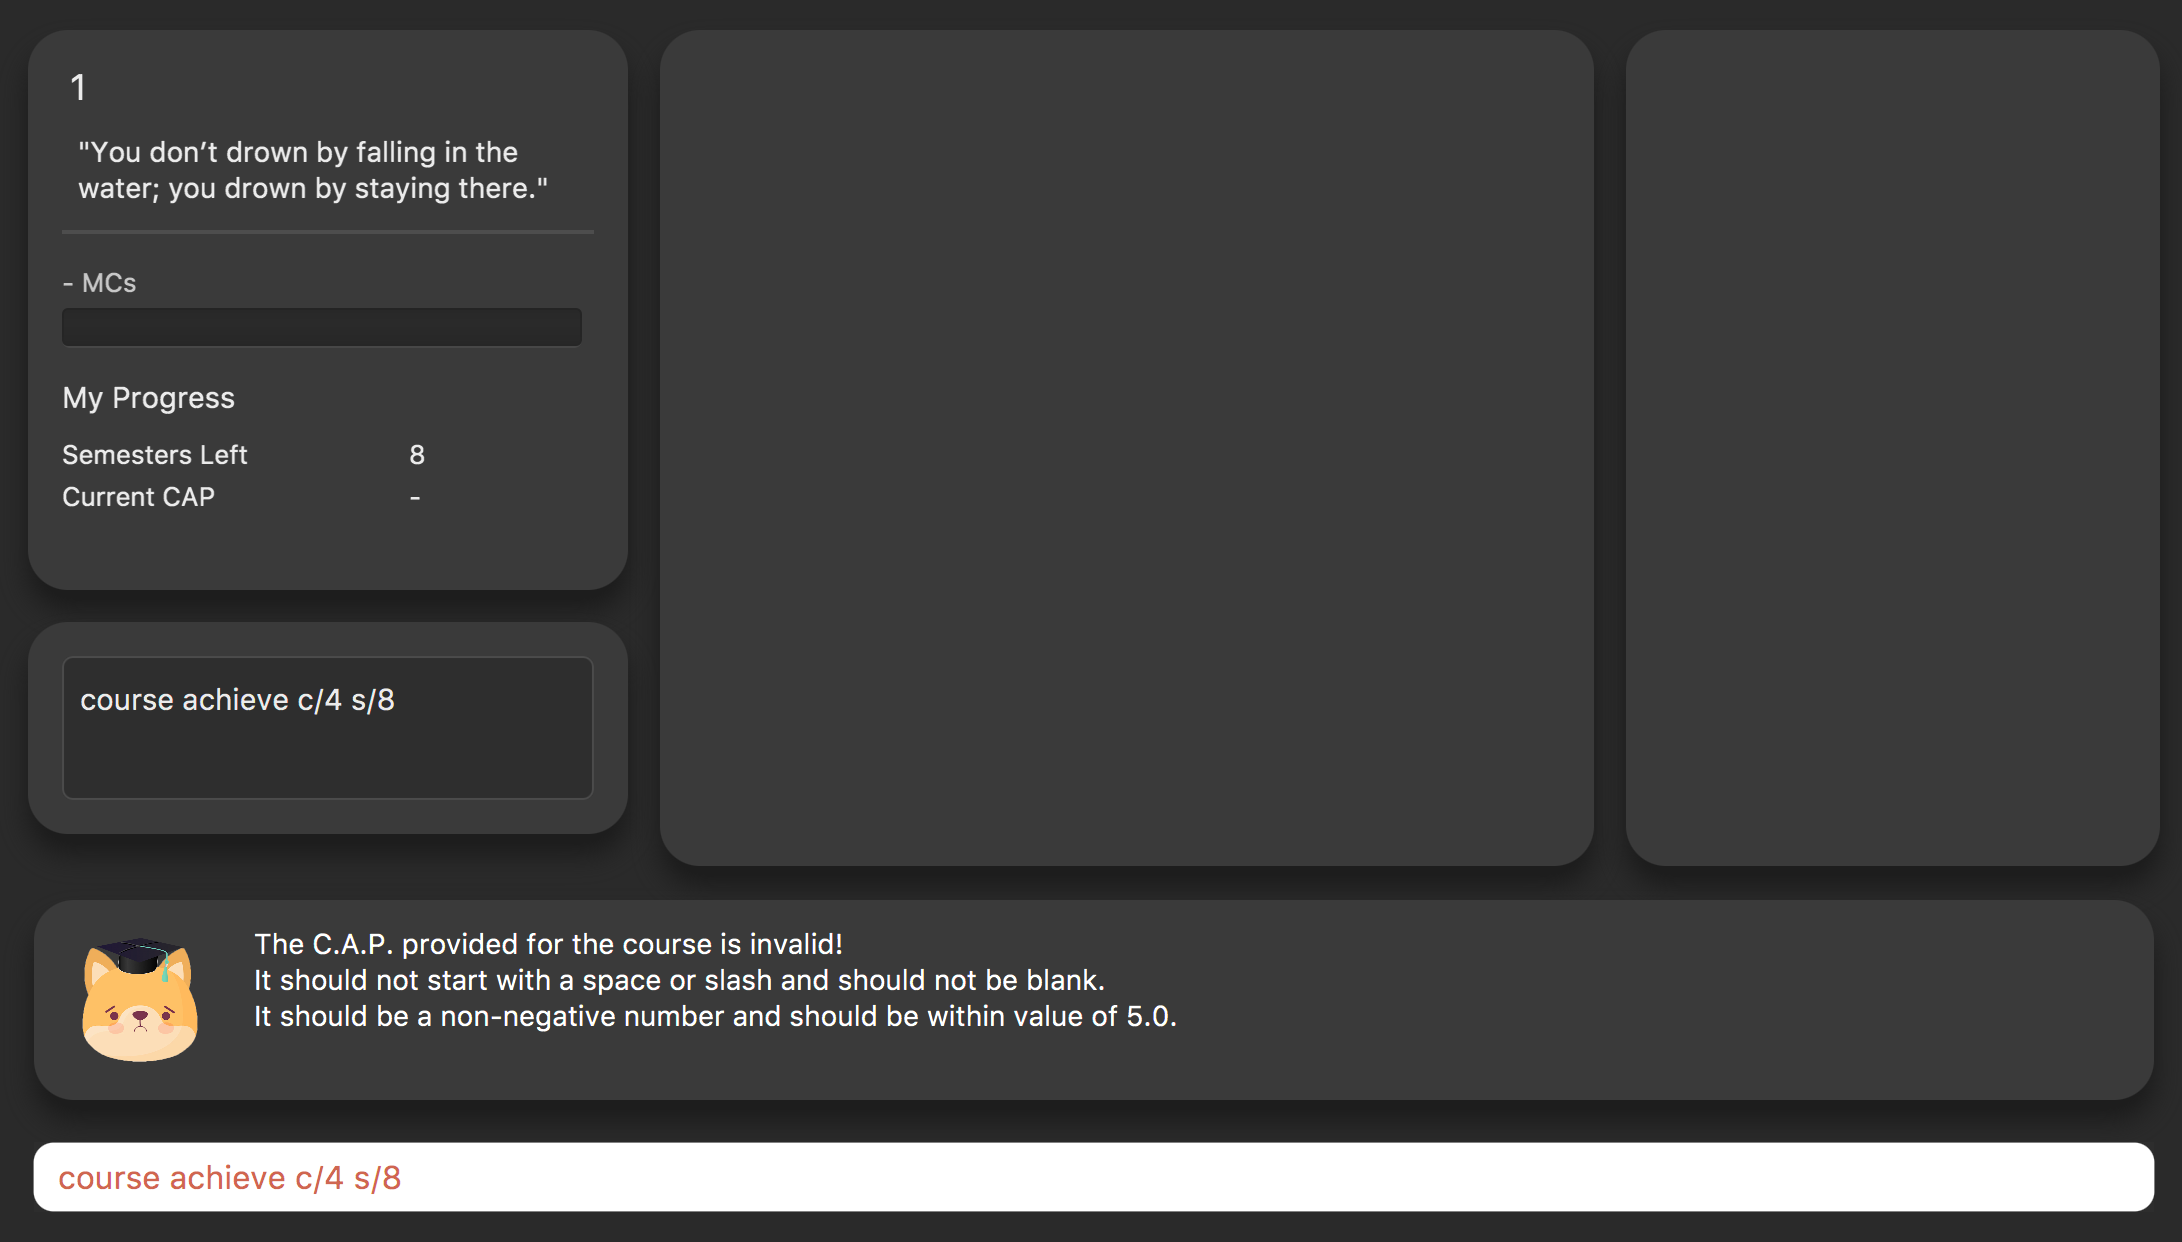 1
"You don’t drown by falling in the
water; you drown by staying there."
- MCs
My Progress
Semesters Left 8
Current CAP -
course achieve c/4 s/8
The C.A.P. provided for the course is invalid!
It should not start with a space or slash and should not be blank.
It should be a non-negative number and should be within value of 5.0.
course achieve c/4 s/8